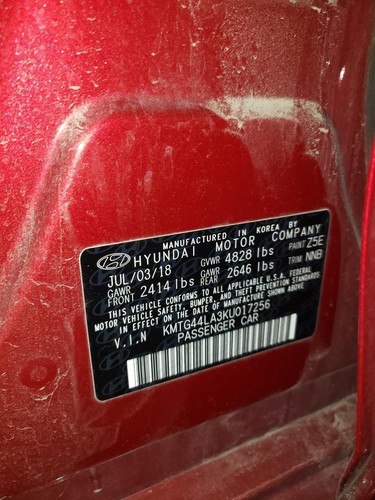 MANUFACTURED IN KOREA BY
HYUNDAI MOTOR COMPANY
JUL/03/18 GVWR 4828 lbs PAINT Z5E
GAWR FRONT 2414 lbs GAWR REAR 2646 lbs TRIM NNB
THIS VEHICLE CONFORMS TO ALL APPLICABLE U.S.A. FEDERAL
MOTOR VEHICLE SAFETY, BUMPER, AND THEFT PREVENTION STANDARDS
IN EFFECT ON THE DATE OF MANUFACTURE SHOWN ABOVE.
V.I.N KMTG44LA3KU017256
PASSENGER CAR